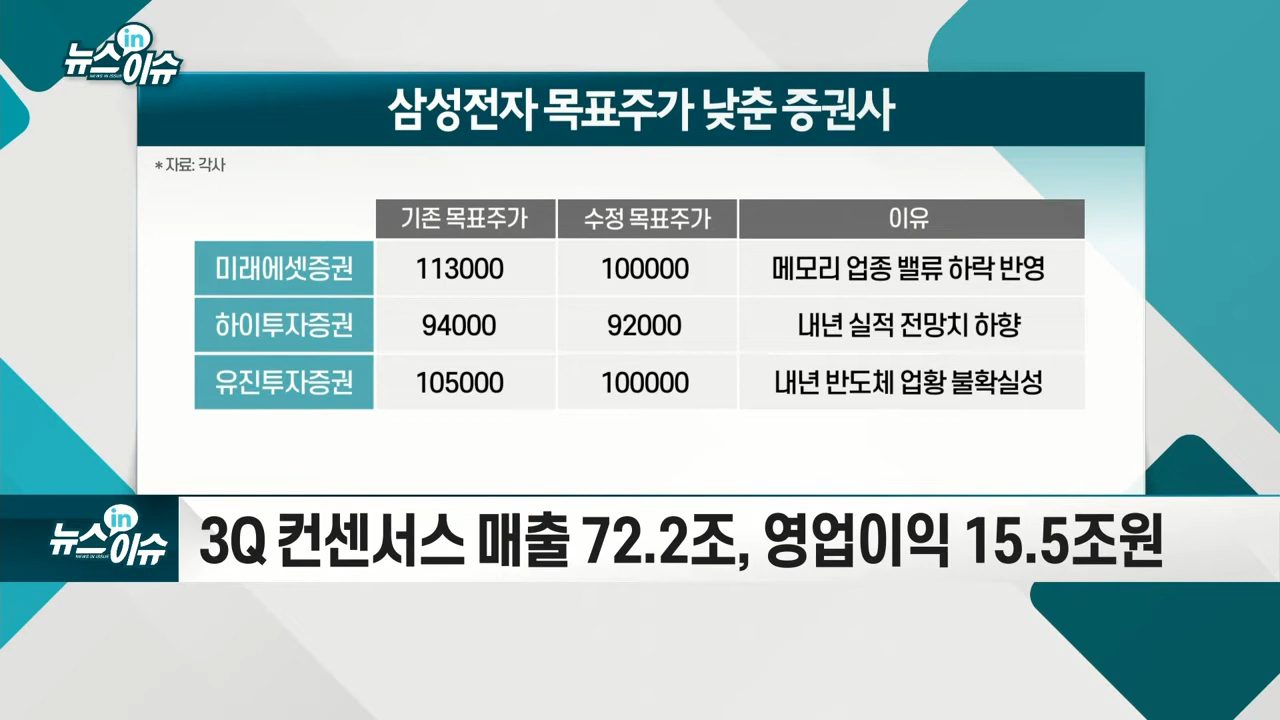 뉴스in이슈
NEWS IN ISSUE
삼성전자 목표주가 낮춘 증권사
* 자료: 각사
기존 목표주가 수정 목표주가 이유
미래에셋증권 113000 100000 메모리 업종 밸류 하락 반영
하이투자증권 94000 92000 내년 실적 전망치 하향
유진투자증권 105000 100000 내년 반도체 업황 불확실성
뉴스in이슈
NEWS IN ISSUE
3Q 컨센서스 매출 72.2조, 영업이익 15.5조원